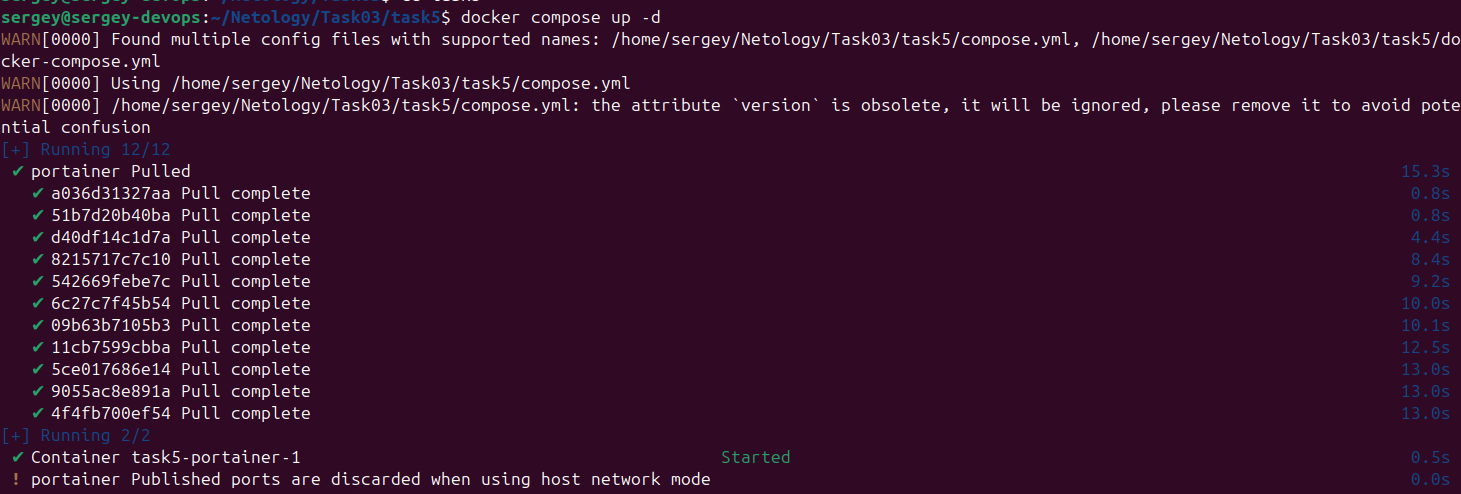 sergey@sergey-devops:~/Netology/Task03/task5$ docker compose up -d
WARN[0000] Found multiple config files with supported names: /home/sergey/Netology/Task03/task5/compose.yml, /home/sergey/Netology/Task03/task5/do
cker-compose.yml
WARN[0000] Using /home/sergey/Netology/Task03/task5/compose.yml
WARN[0000] /home/sergey/Netology/Task03/task5/compose.yml: the attribute `version` is obsolete, it will be ignored, please remove it to avoid pote
ntial confusion
[+] Running 12/12
✔ portainer Pulled 15.3s
✔ a036d31327aa Pull complete 0.8s
✔ 51b7d20b40ba Pull complete 0.8s
✔ d40df14c1d7a Pull complete 4.4s
✔ 8215717c7c10 Pull complete 8.4s
✔ 542669febe7c Pull complete 9.2s
✔ 6c27c7f45b54 Pull complete 10.0s
✔ 09b63b7105b3 Pull complete 10.1s
✔ 11cb7599cbba Pull complete 12.5s
✔ 5ce017686e14 Pull complete 13.0s
✔ 9055ac8e891a Pull complete 13.0s
✔ 4f4fb700ef54 Pull complete 13.0s
[+] Running 2/2
✔ Container task5-portainer-1 Started 0.5s
! portainer Published ports are discarded when using host network mode 0.0s